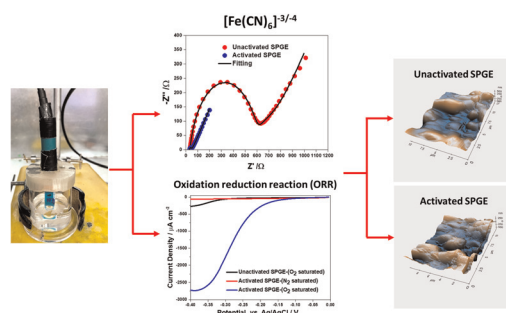 [Fe(CN)6]-3/-4
400
350
300
250
200
150
100
50
0
-Z''/Ω
Unactivated SPGE
Activated SPGE
Fitting
0 100 200 300 400 500 600 700 800 900 1000 1100 1200
Z'/Ω
Oxidation reduction reaction (ORR)
0
-500
-1000
-1500
-2000
-2500
-3000
Current Density / μA cm-2
Unactivated SPGE-(O2 saturated)
Activated SPGE-(N2 saturated)
Activated SPGE-(O2 saturated)
-0.40 -0.35 -0.30 -0.25 -0.20 -0.15 -0.10 -0.05 0.00
Potential vs. Ag/AgCl / V
Unactivated SPGE
Activated SPGE